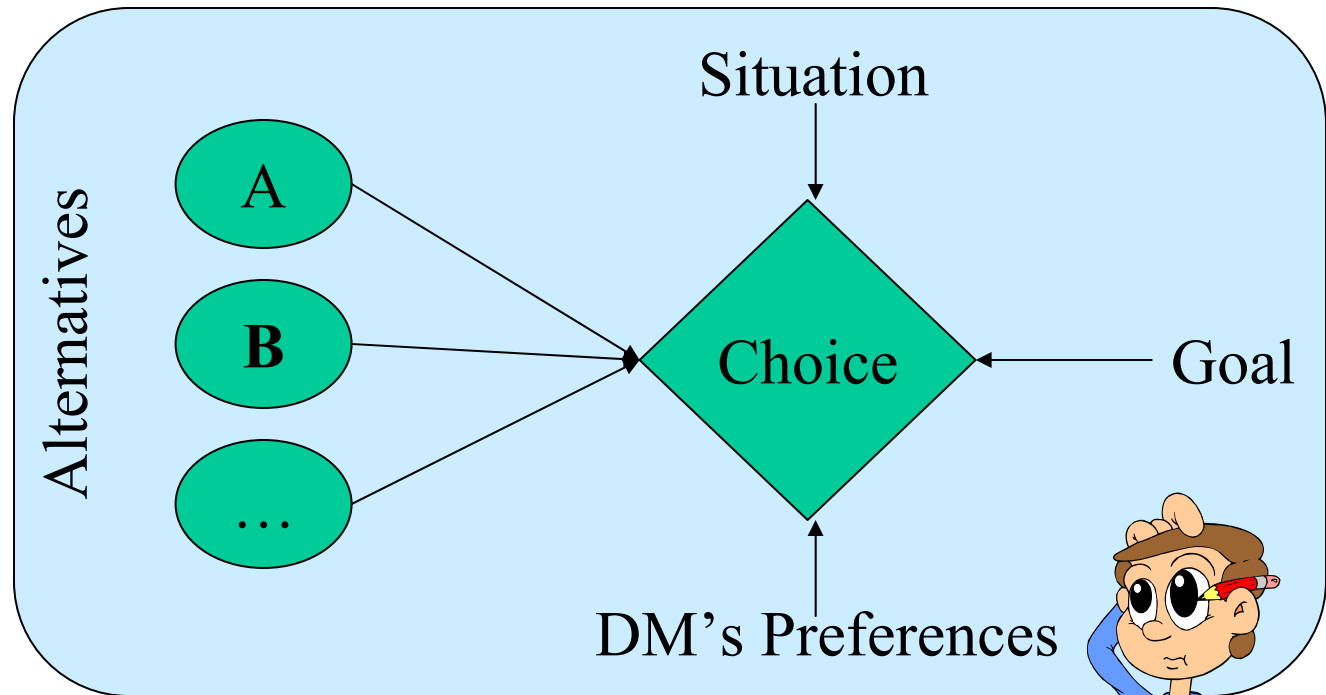 Situation
Alternatives
A
B
…
Choice
Goal
DM’s Preferences